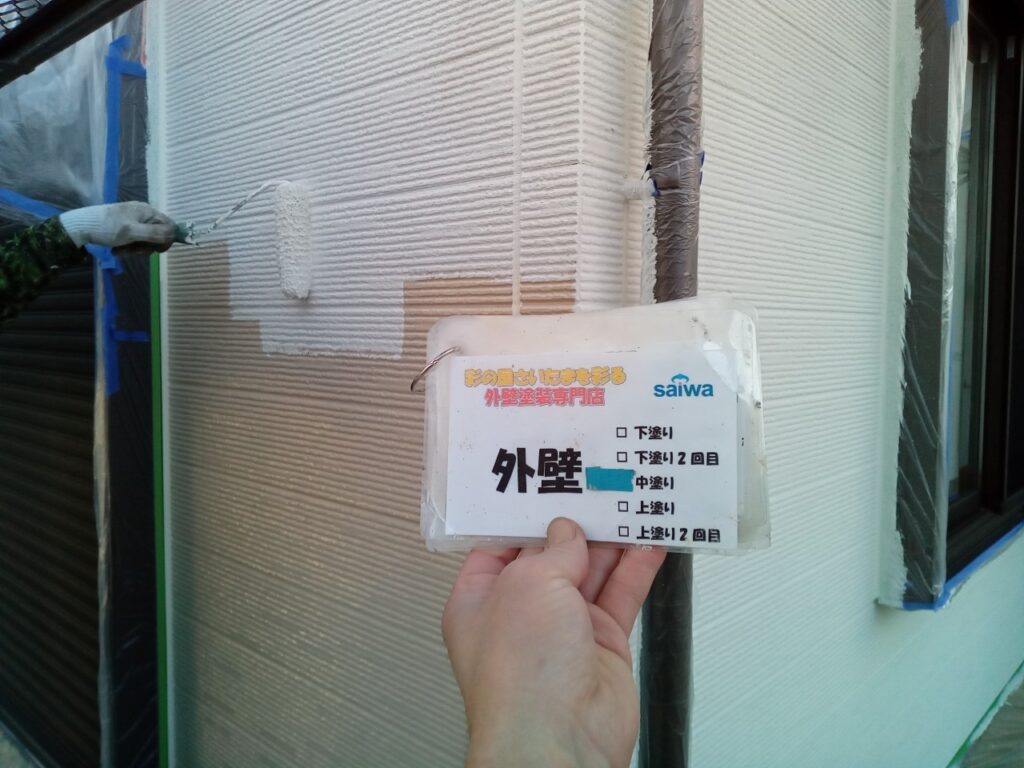 彩の国さいたまを彩る
外壁塗装専門店
saiwa
外壁
□ 下塗り
□ 下塗り2回目
中塗り
□ 上塗り
□ 上塗り2回目